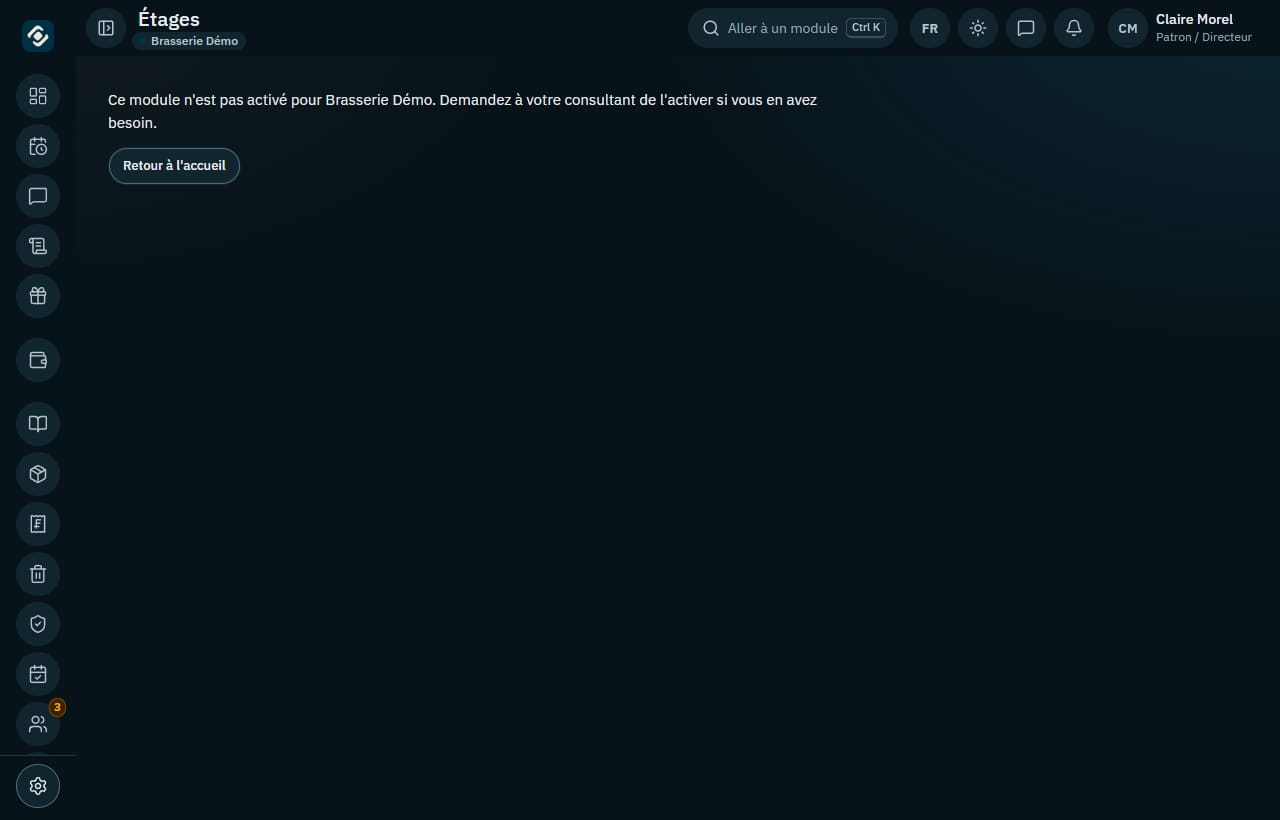 Étages
Brasserie Démo
Aller à un module
Ctrl K
FR
CM
Claire Morel
Patron / Directeur
Ce module n'est pas activé pour Brasserie Démo. Demandez à votre consultant de l'activer si vous en avez
besoin.
Retour à l'accueil
3